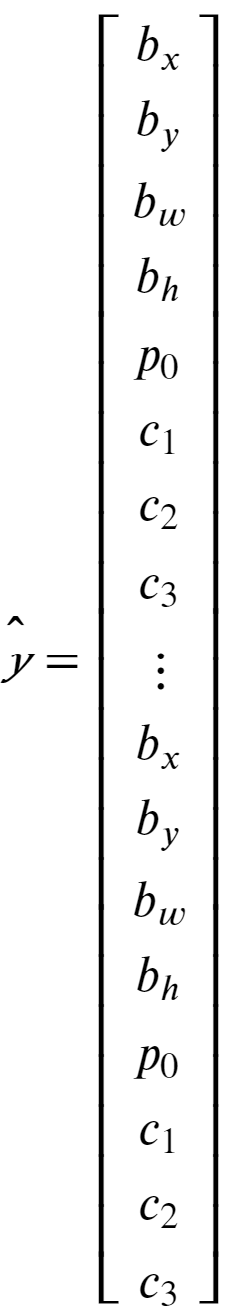 b_x
b_y
b_w
b_h
p_0
c_1
c_2
c_3
ŷ = ⋮
b_x
b_y
b_w
b_h
p_0
c_1
c_2
c_3